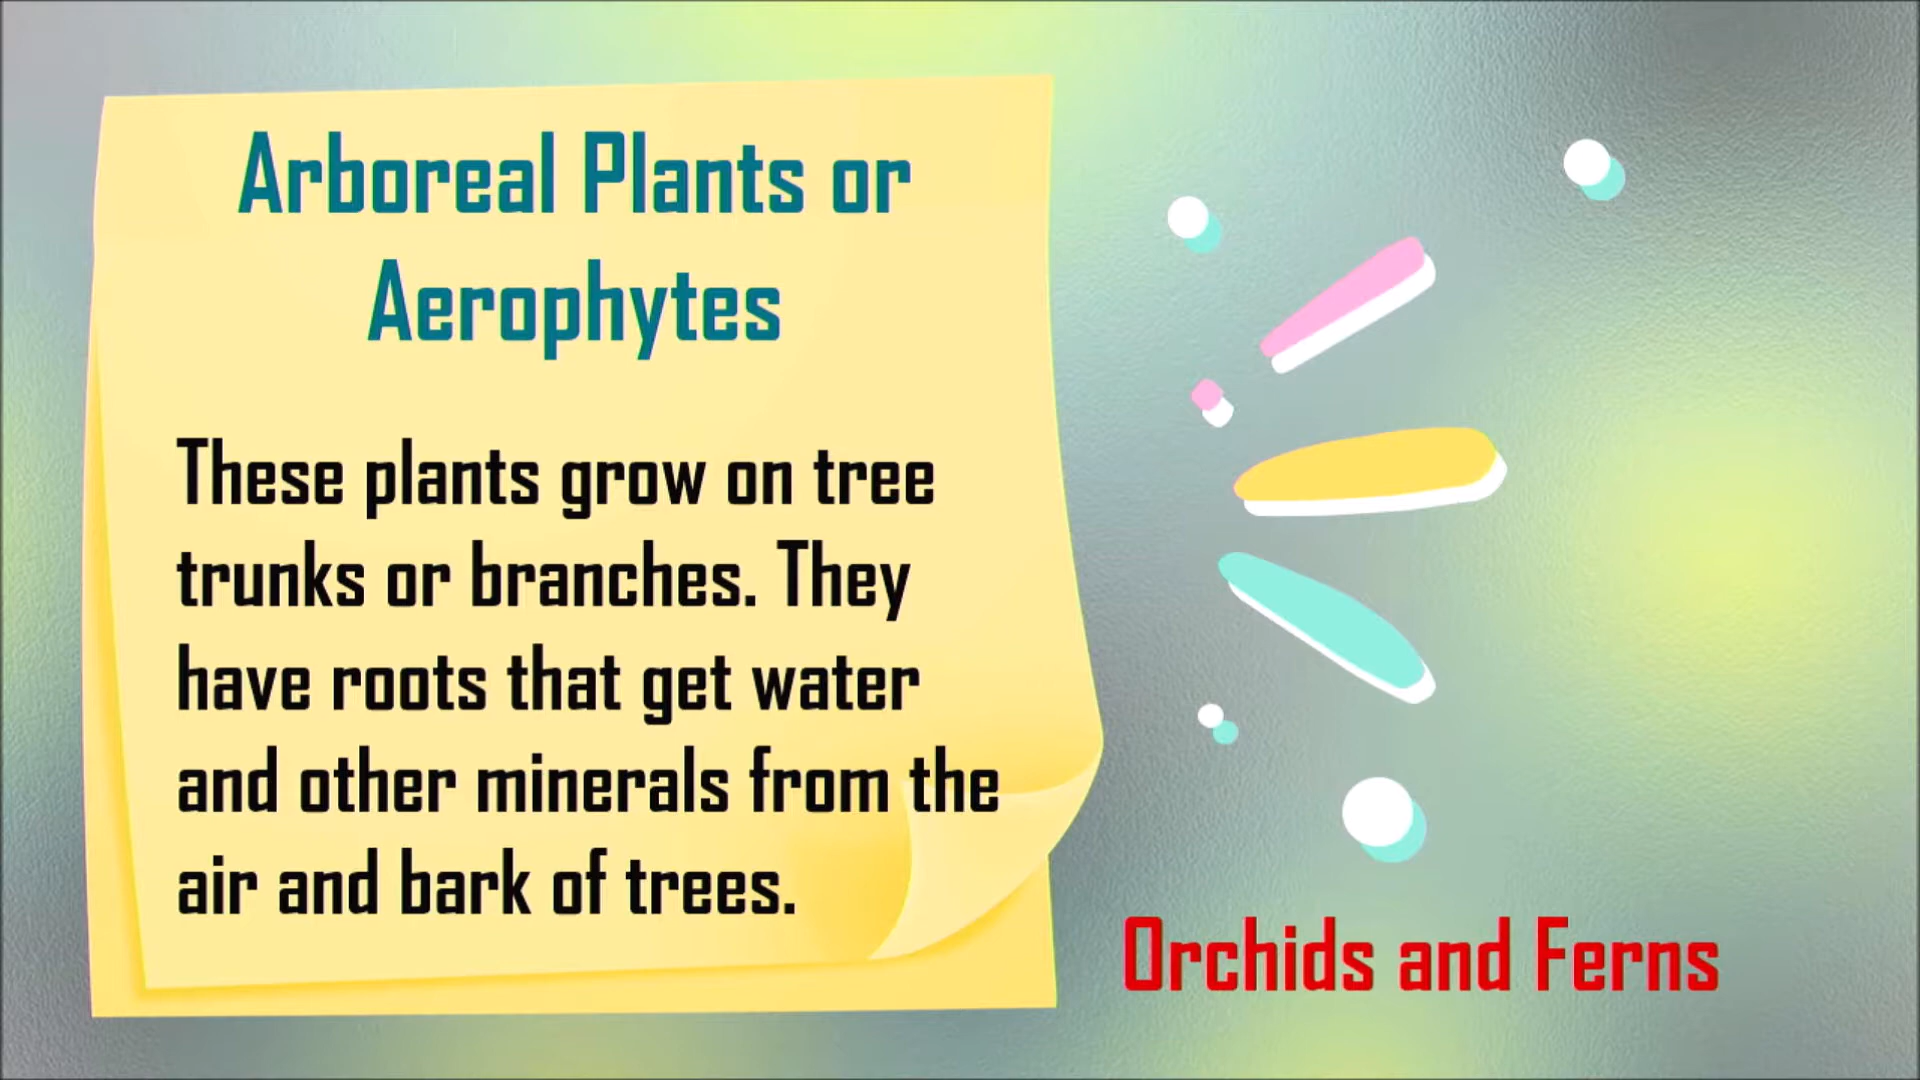 Arboreal Plants or
Aerophytes
These plants grow on tree
trunks or branches. They
have roots that get water
and other minerals from the
air and bark of trees.
Orchids and Ferns